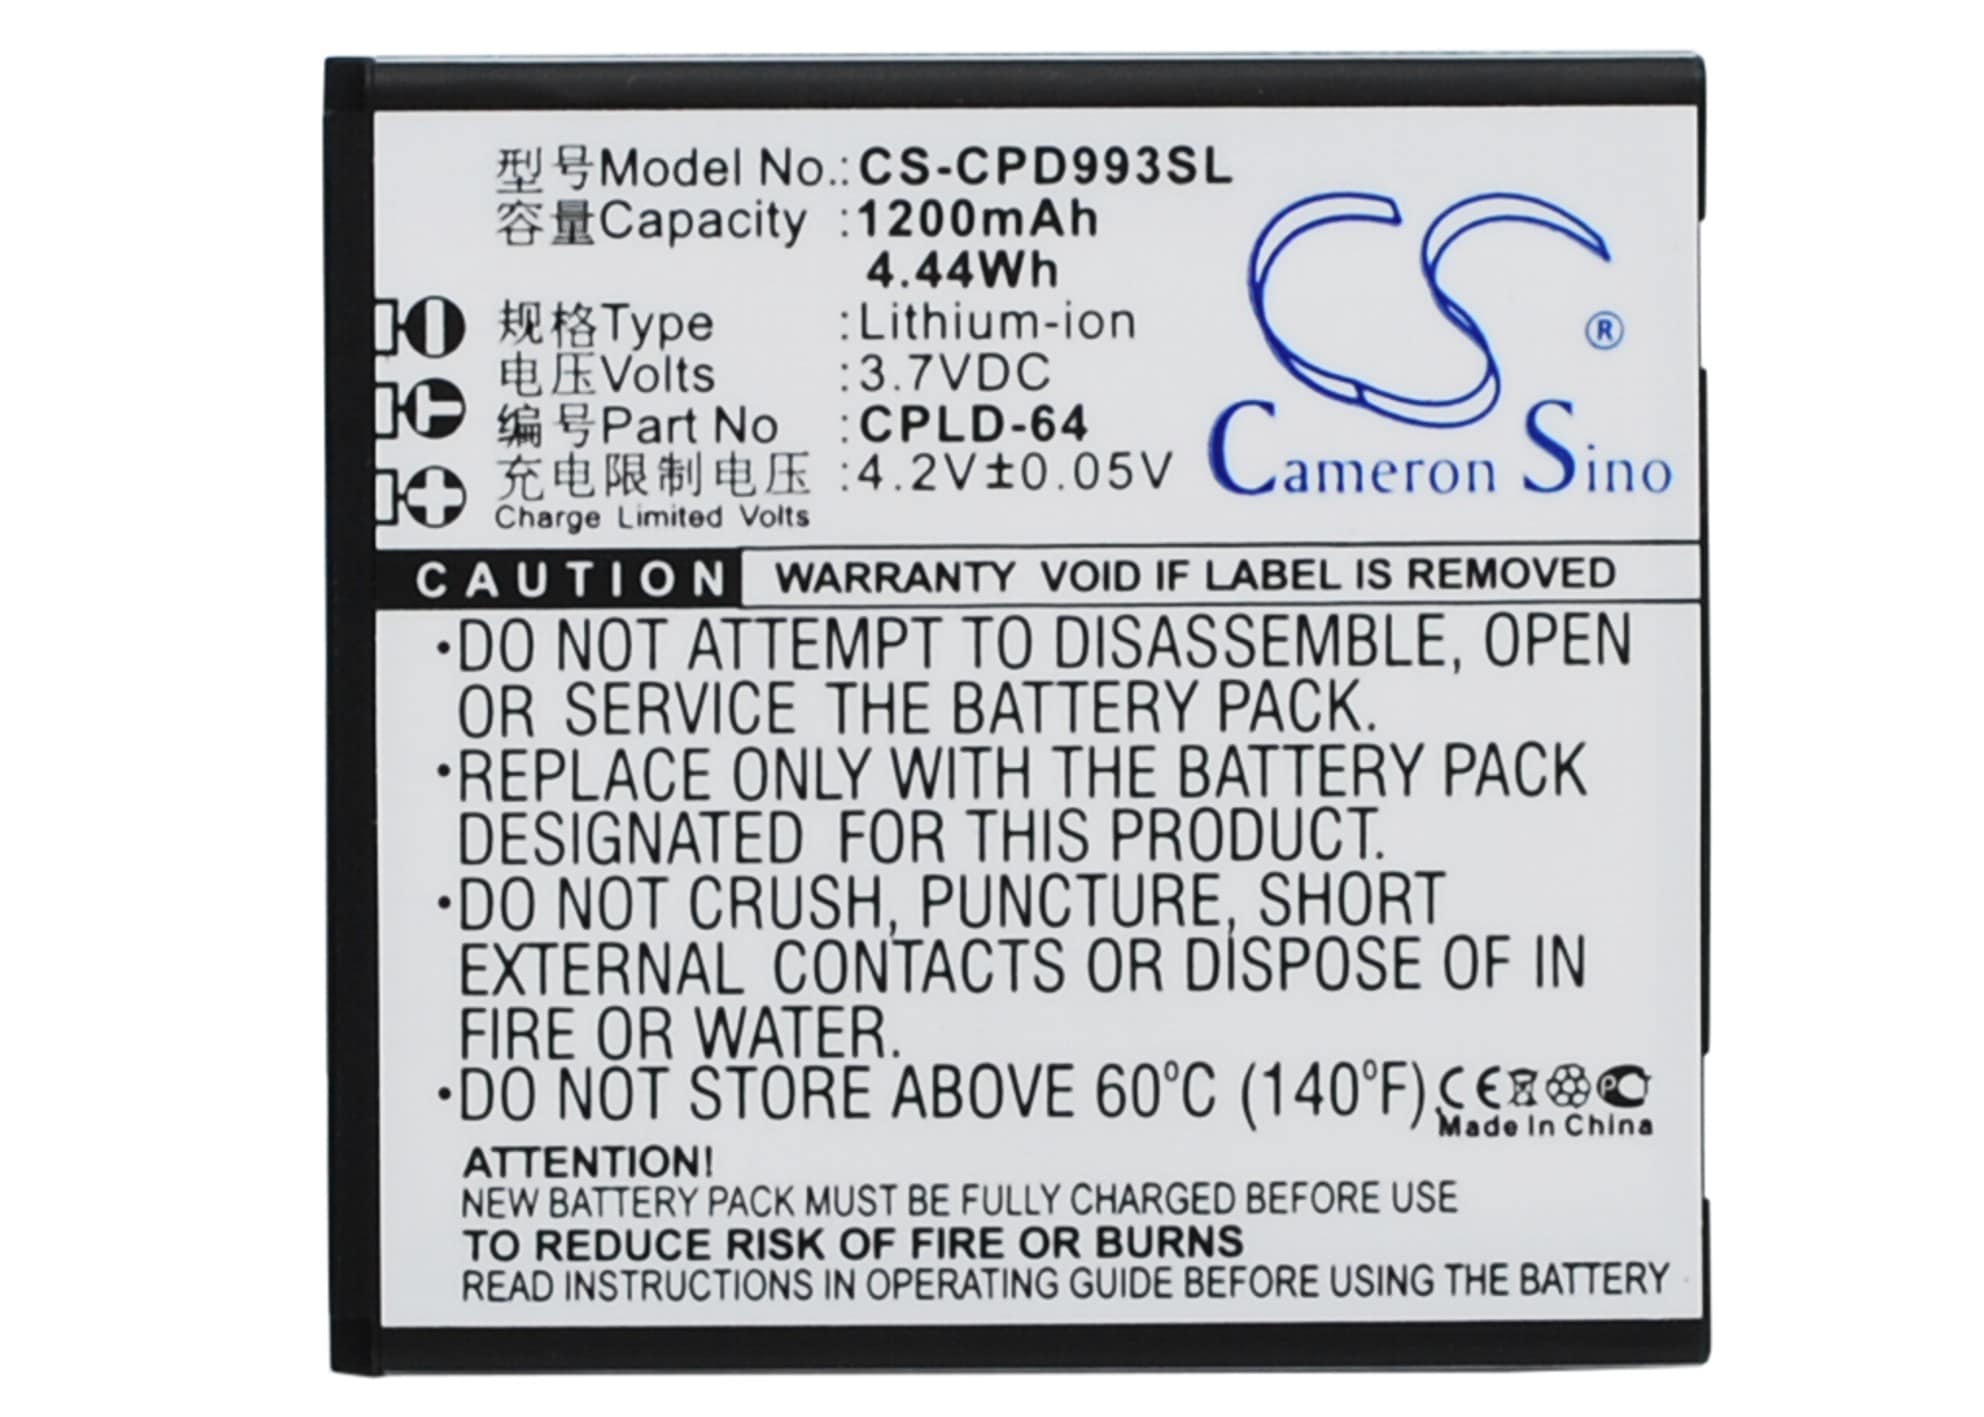 型号Model No.:CS-CPD993SL
容量Capacity :1200mAh
4.44Wh
规格Type :Lithium-ion
电压Volts :3.7VDC
编号Part No :CPLD-64
充电限制电压 :4.2V±0.05V
Charge Limited Volts
CS
®
Cameron Sino
CAUTION WARRANTY VOID IF LABEL IS REMOVED
•DO NOT ATTEMPT TO DISASSEMBLE, OPEN
OR SERVICE THE BATTERY PACK.
•REPLACE ONLY WITH THE BATTERY PACK
DESIGNATED FOR THIS PRODUCT.
•DO NOT CRUSH, PUNCTURE, SHORT
EXTERNAL CONTACTS OR DISPOSE OF IN
FIRE OR WATER.
•DO NOT STORE ABOVE 60°C (140°F). CE PC
Made In China
ATTENTION!
NEW BATTERY PACK MUST BE FULLY CHARGED BEFORE USE
TO REDUCE RISK OF FIRE OR BURNS
READ INSTRUCTIONS IN OPERATING GUIDE BEFORE USING THE BATTERY